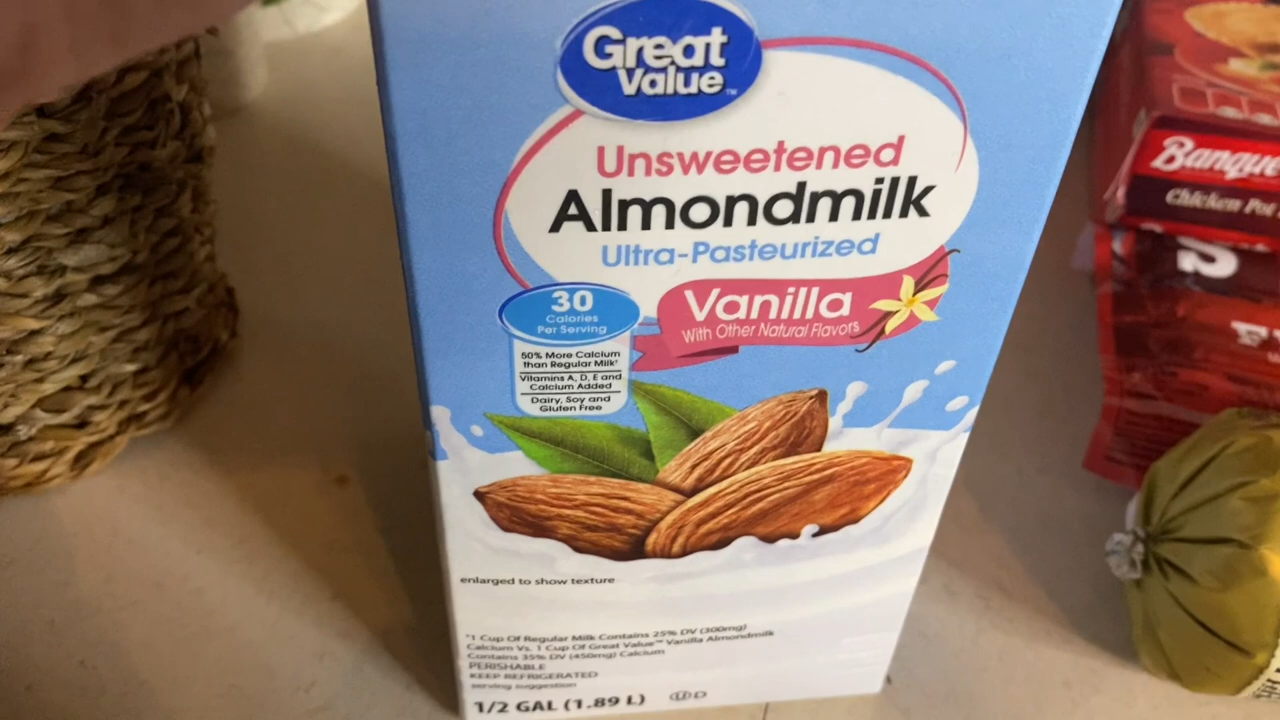 Great
Value™
Unsweetened
Almondmilk
Ultra-Pasteurized
Vanilla
With Other Natural Flavors
30
Calories
Per Serving
50% More Calcium
than Regular Milk*
Vitamins A, D, E and
Calcium Added
Dairy, Soy and
Gluten Free
enlarged to show texture
*1 Cup Of Regular Milk Contains 25% DV (300mg)
Calcium Vs. 1 Cup Of Great Value™ Vanilla Almondmilk
Contains 35% DV (450mg) Calcium
PERISHABLE
KEEP REFRIGERATED
serving suggestion
1/2 GAL (1.89 L)
U D
Banque
Chicken Pot
S